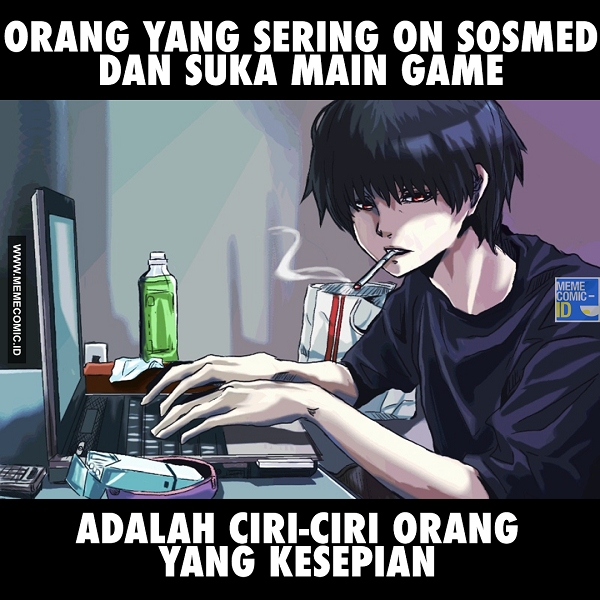 ORANG YANG SERING ON SOSMED
DAN SUKA MAIN GAME
WWW.MEMECOMIC.ID
MEME
COMIC-
ID
ADALAH CIRI-CIRI ORANG
YANG KESEPIAN